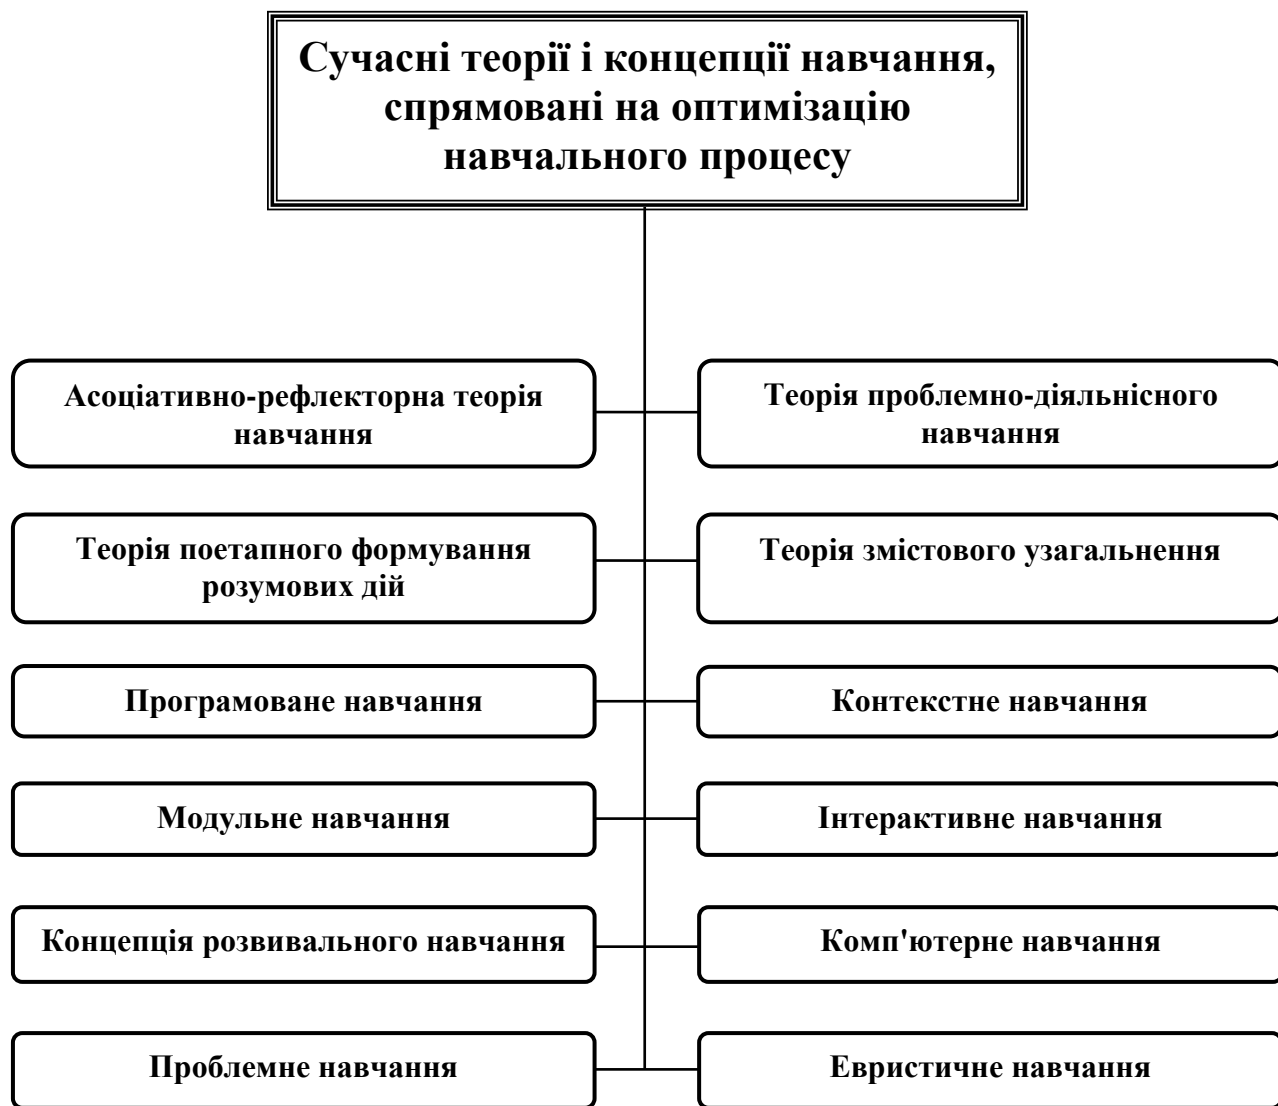 Сучасні теорії і концепції навчання,
спрямовані на оптимізацію
навчального процесу
Асоціативно-рефлекторна теорія
навчання
Теорія проблемно-діяльнісного
навчання
Теорія поетапного формування
розумових дій
Теорія змістового узагальнення
Програмоване навчання
Контекстне навчання
Модульне навчання
Інтерактивне навчання
Концепція розвивального навчання
Комп'ютерне навчання
Проблемне навчання
Евристичне навчання